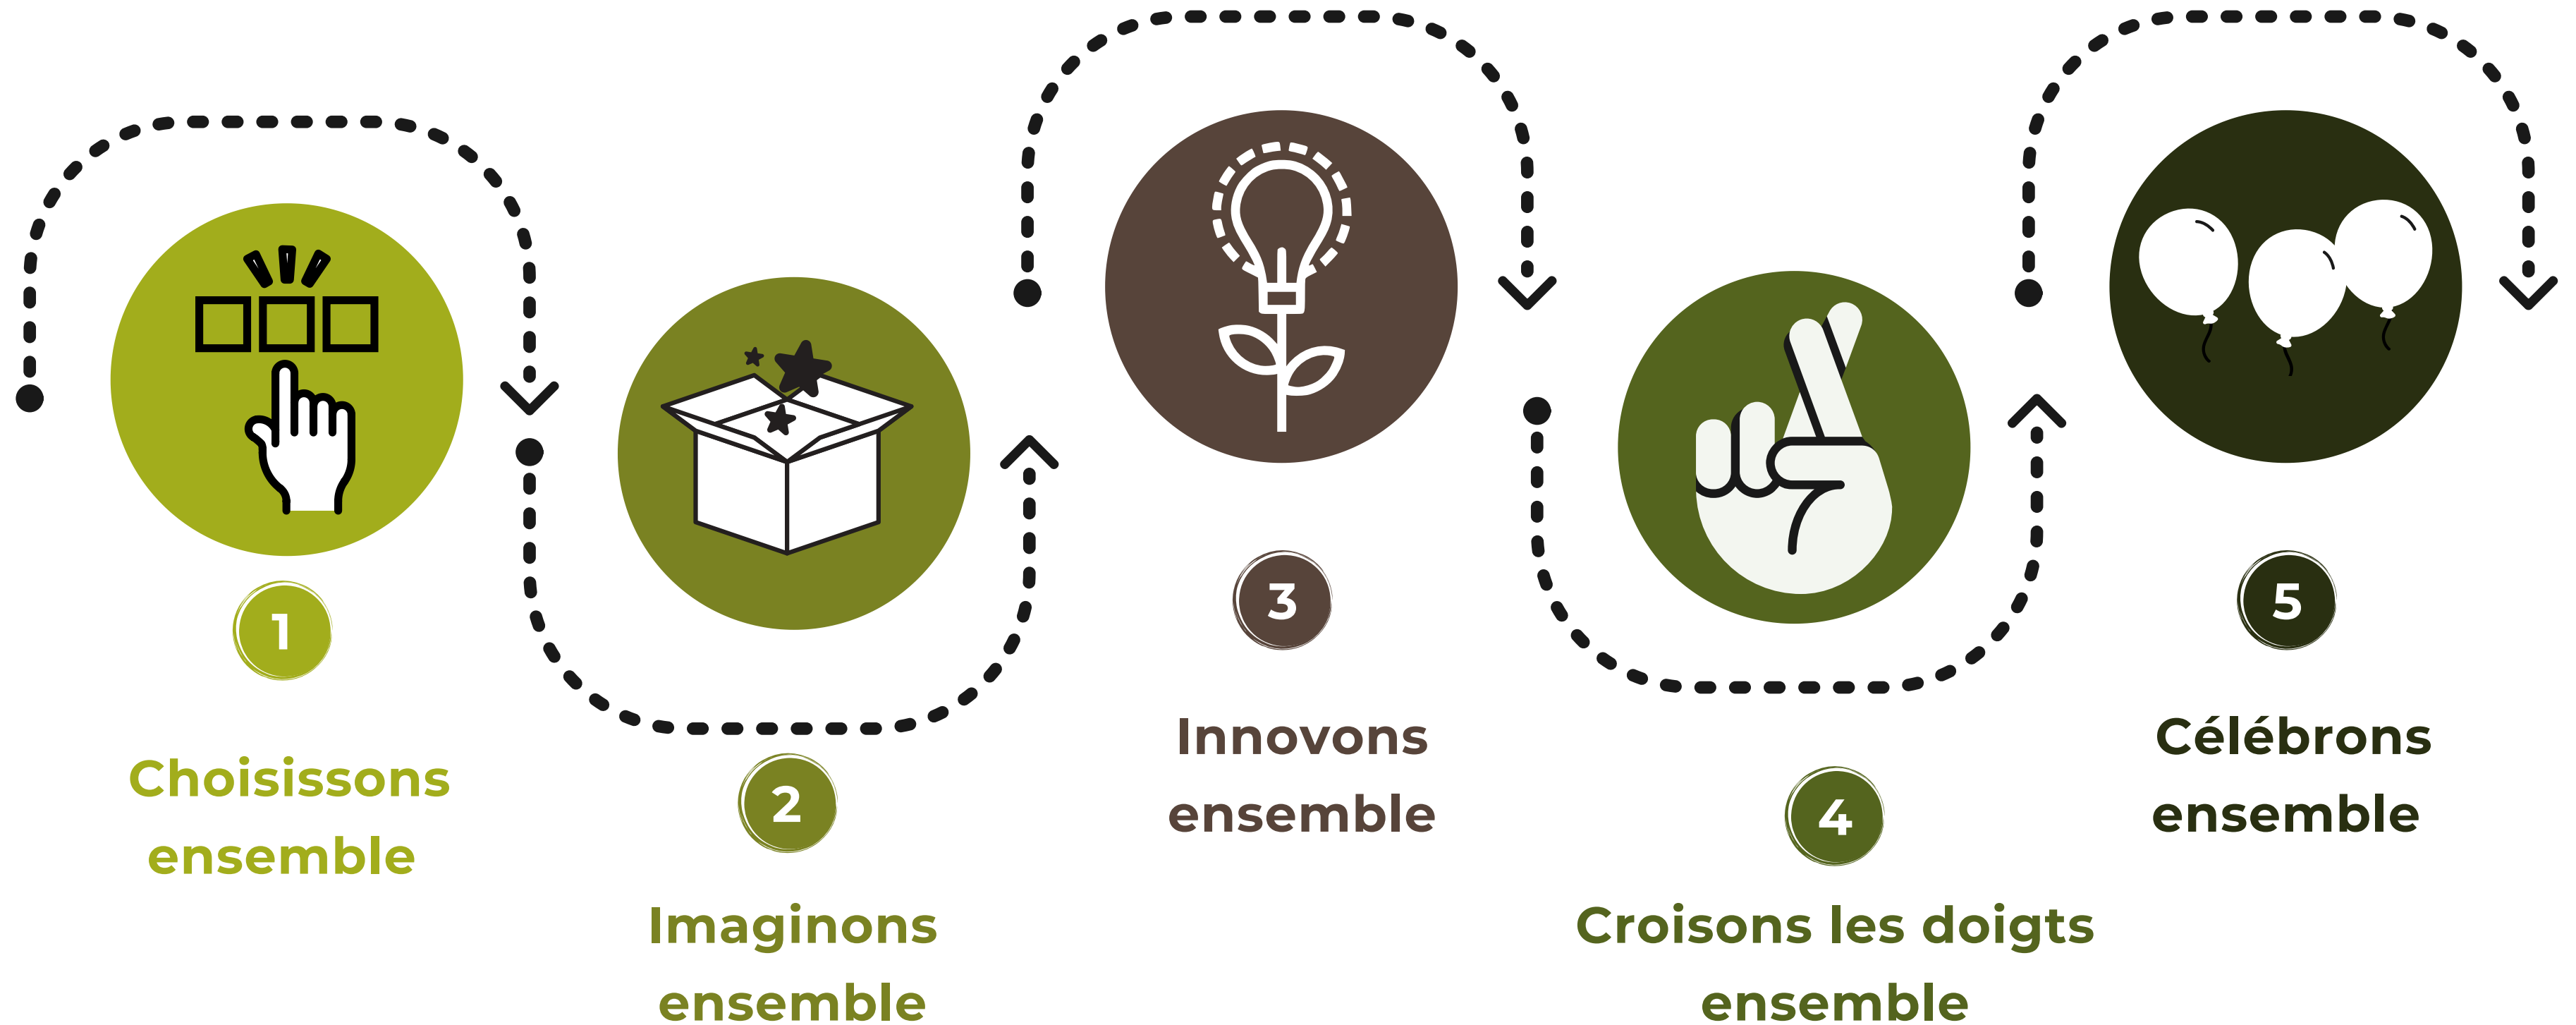 1
Choisissons
ensemble
2
Imaginons
ensemble
3
Innovons
ensemble
4
Croisons les doigts
ensemble
5
Célébrons
ensemble